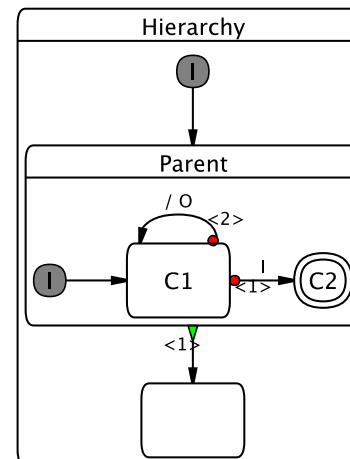 Hierarchy
I
Parent
/ O
<2>
I
C1
I
<1>
C2
<1>